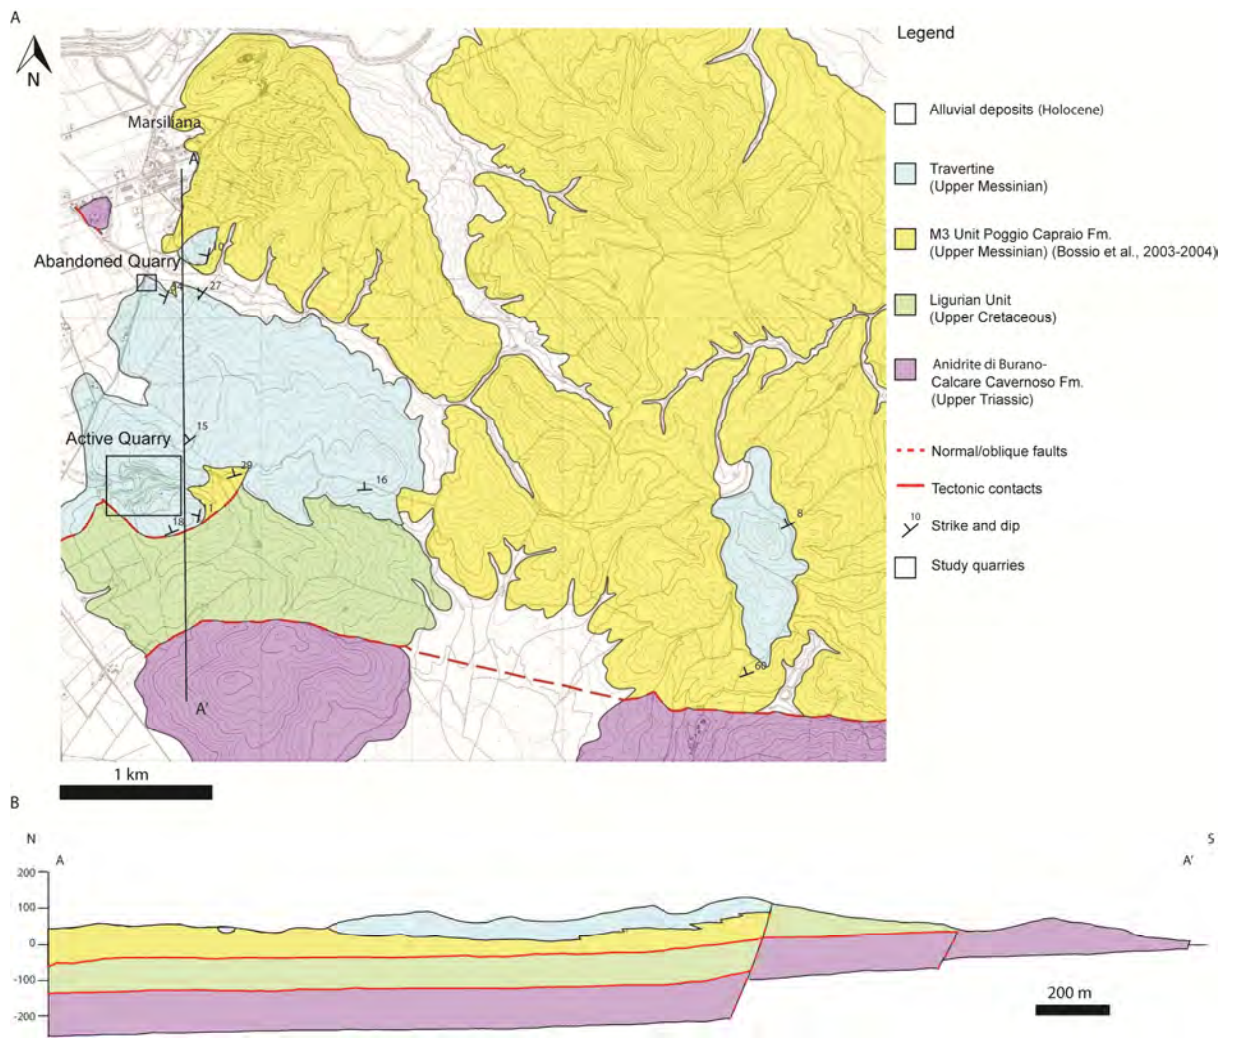 A
N
Marsiliana
A
10
Abandoned Quarry
34
27
15
Active Quarry
29
16
11
18
8
60
A'
1 km
Legend
Alluvial deposits (Holocene)
Travertine
(Upper Messinian)
M3 Unit Poggio Capraio Fm.
(Upper Messinian) (Bossio et al., 2003-2004)
Ligurian Unit
(Upper Cretaceous)
Anidrite di Burano-
Calcare Cavernoso Fm.
(Upper Triassic)
Normal/oblique faults
Tectonic contacts
10
Strike and dip
Study quarries
B
N
S
A
A'
200
100
0
-100
-200
200 m